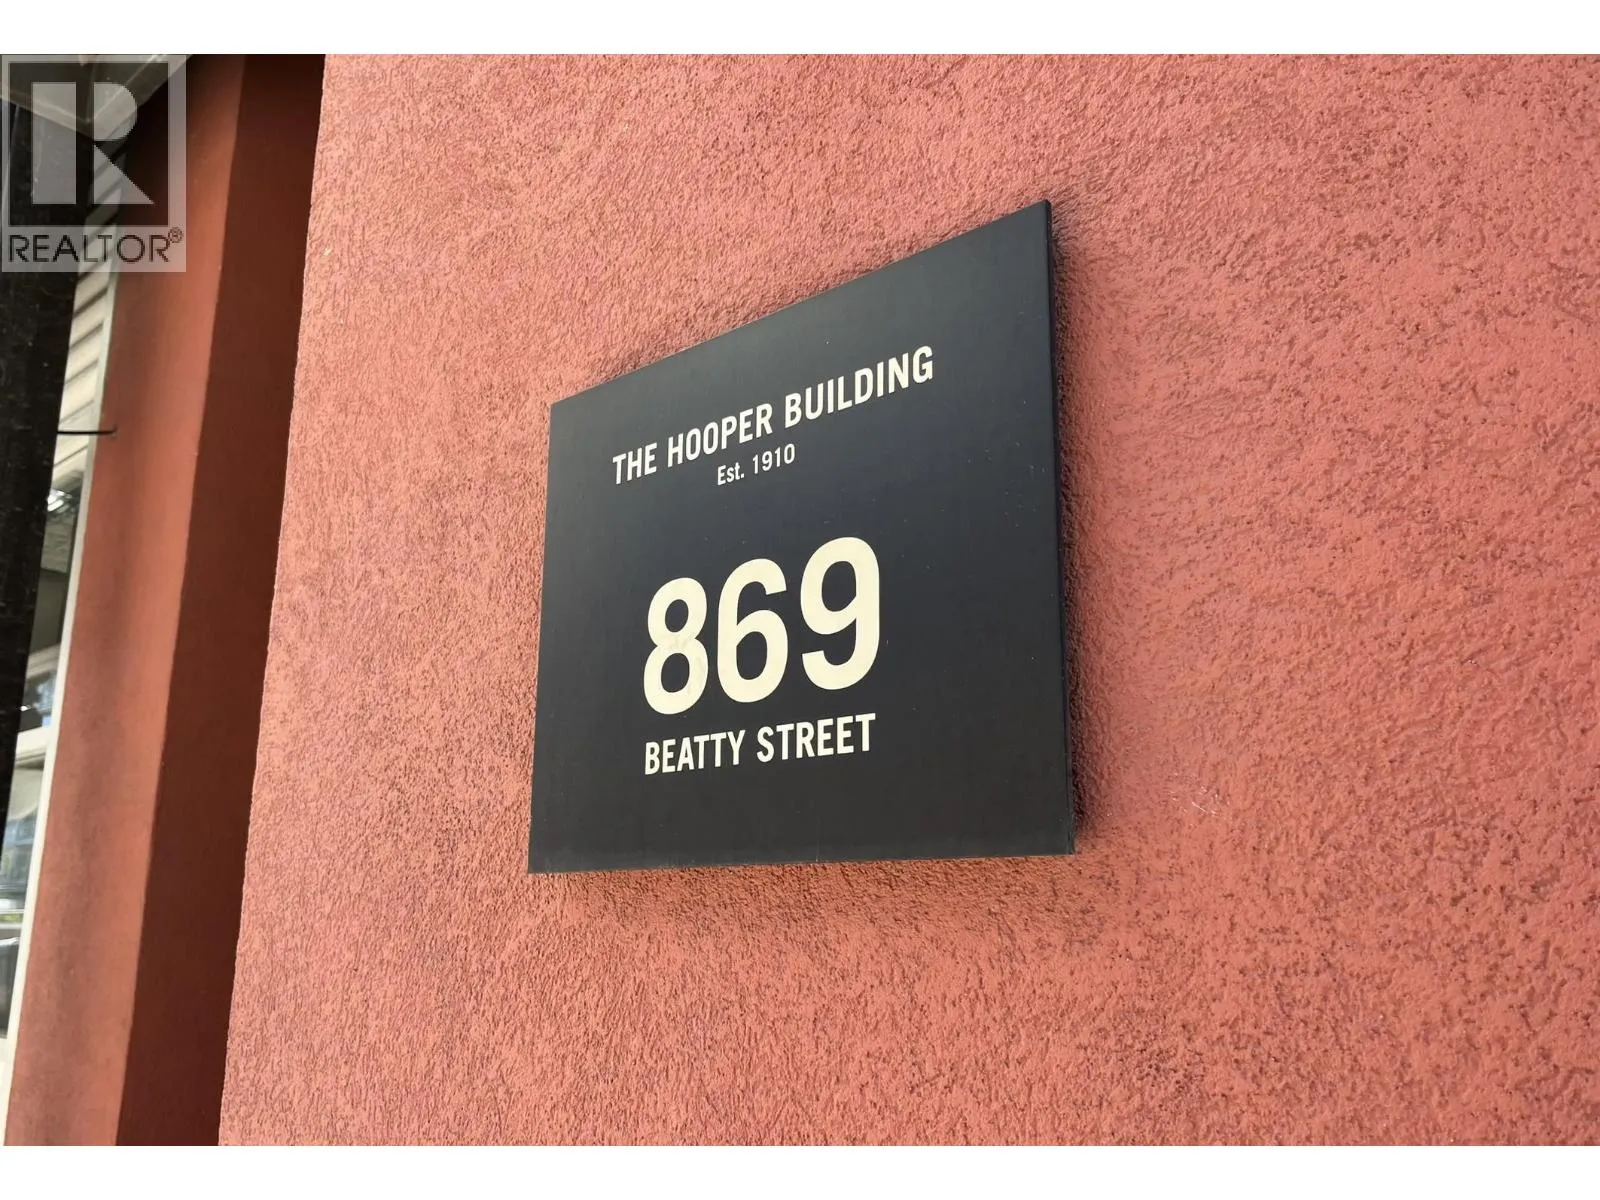 REALTOR®
THE HOOPER BUILDING
Est. 1910
869
BEATTY STREET